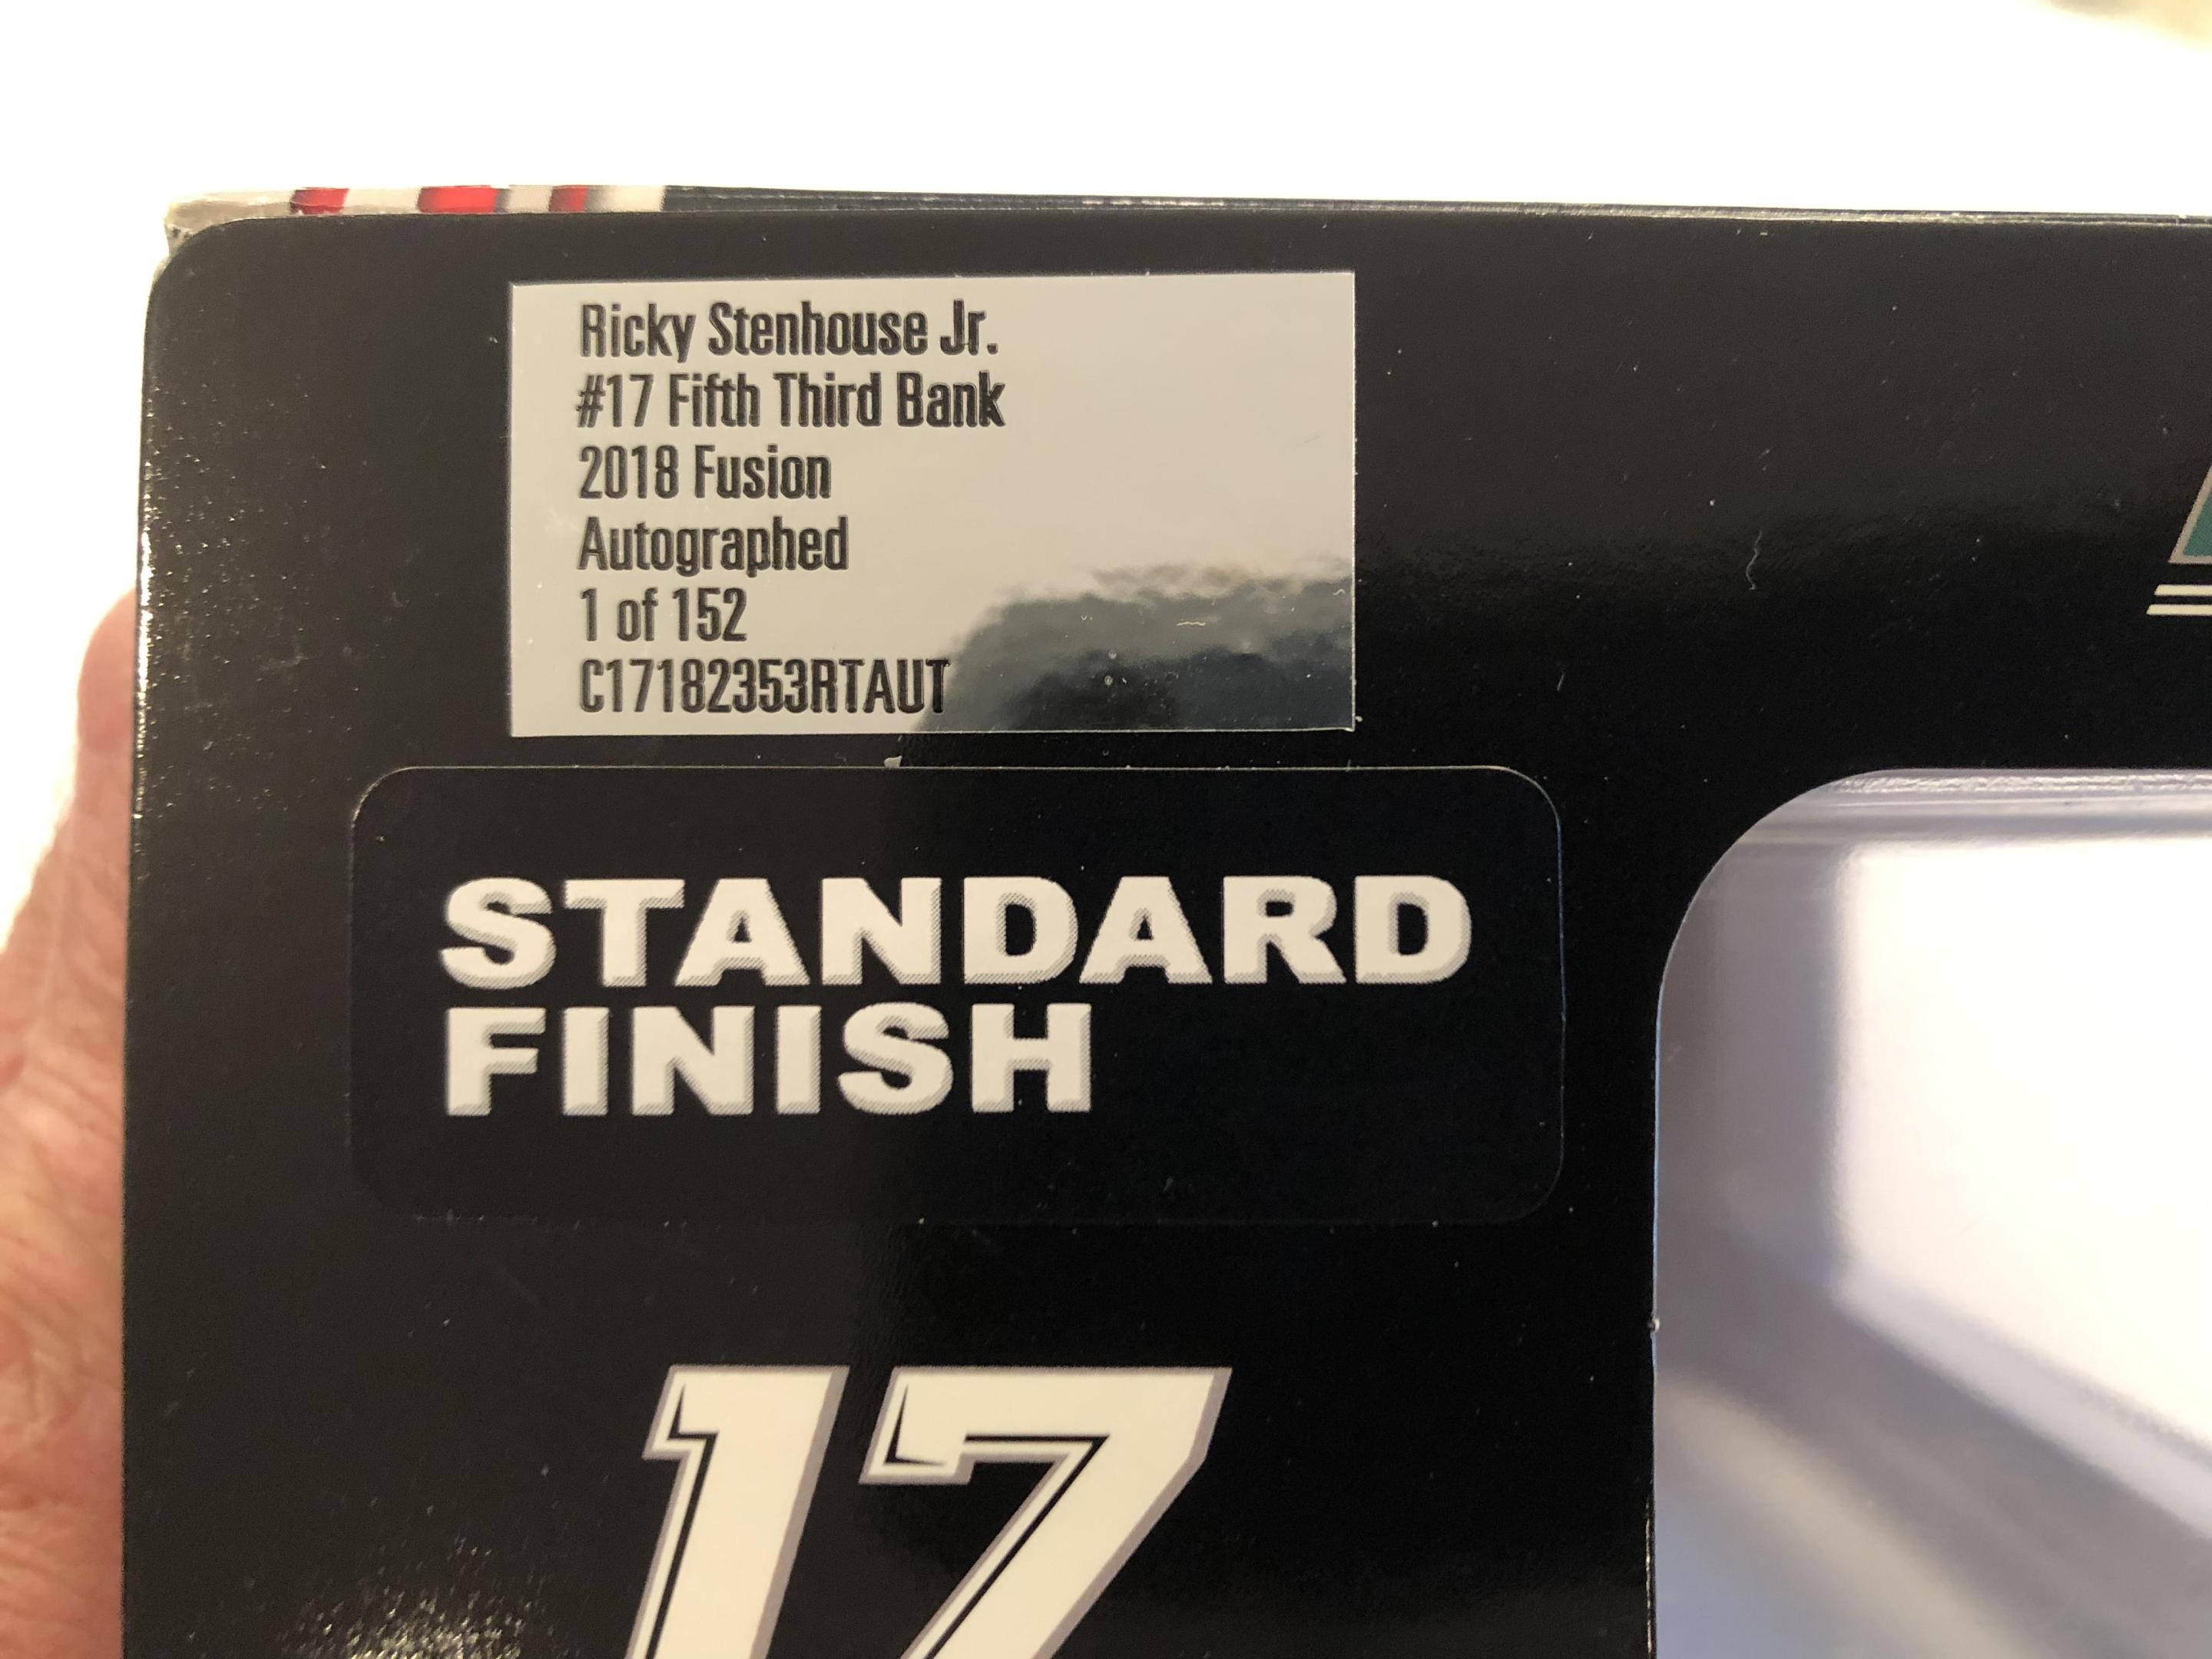 Ricky Stenhouse Jr.
#17 Fifth Third Bank
2018 Fusion
Autographed
1 of 152
C17182353RTAUT
STANDARD
FINISH
17